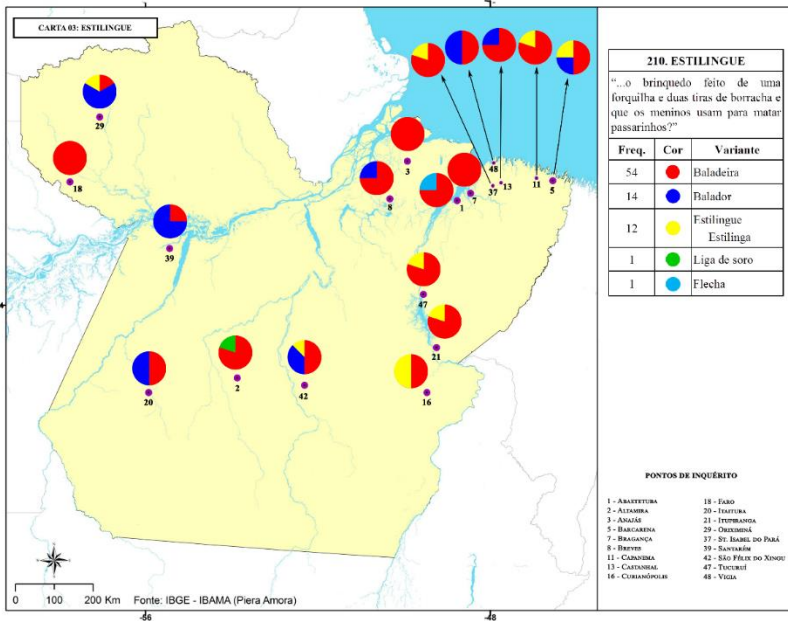 CARTA 03: ESTILINGUE
29
18
39
3
8
1
7
48
37
13
11
5
47
21
20
2
42
16
0 100 200 Km
Fonte: IBGE - IBAMA (Piera Amora)
-56
-48
210. ESTILINGUE
“...o brinquedo feito de uma
forquilha e duas tiras de borracha e
que os meninos usam para matar
passarinhos?”
Freq. Cor Variante
54 Baladeira
14 Balador
12 Estilingue
Estilinga
1 Liga de soro
1 Flecha
PONTOS DE INQUÉRITO
1 - ABAETETUBA
2 - ALTAMIRA
3 - ANAJÁS
5 - BARCARENA
7 - BRAGANÇA
8 - BREVES
11 - CAPANEMA
13 - CASTANHAL
16 - CURIANÓPOLIS
18 - FARO
20 - ITAITUBA
21 - ITUPIRANGA
29 - ORIXIMINÁ
37 - ST. ISABEL DO PARÁ
39 - SANTARÉM
42 - SÃO FÉLIX DO XINGU
47 - TUCURUÍ
48 - VIGIA